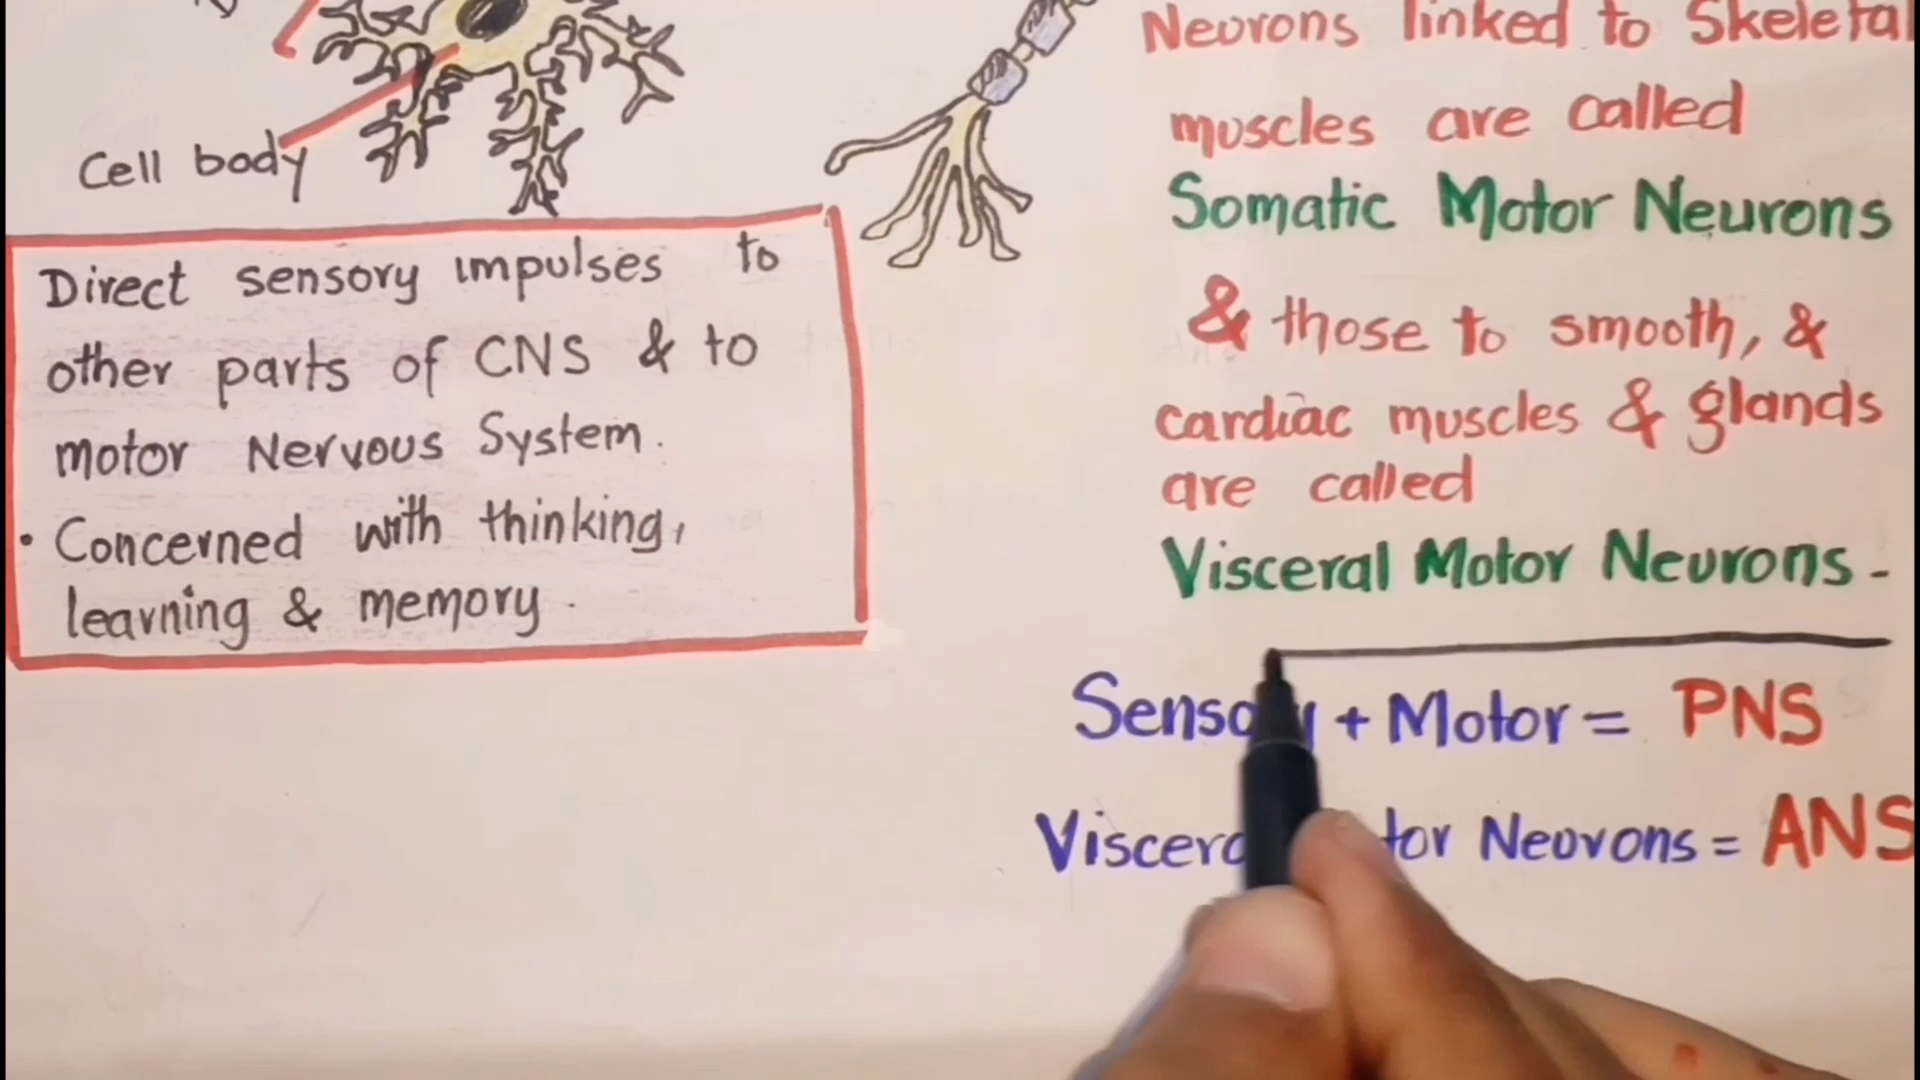 Cell body
Direct sensory impulses to
other parts of CNS & to
motor Nervous System.
• Concerned with thinking,
learning & memory.
Neurons linked to Skeletal
muscles are called
Somatic Motor Neurons
& those to smooth, &
cardiac muscles & glands
are called
Visceral Motor Neurons -
+ Motor = PNS
Neurons = ANS